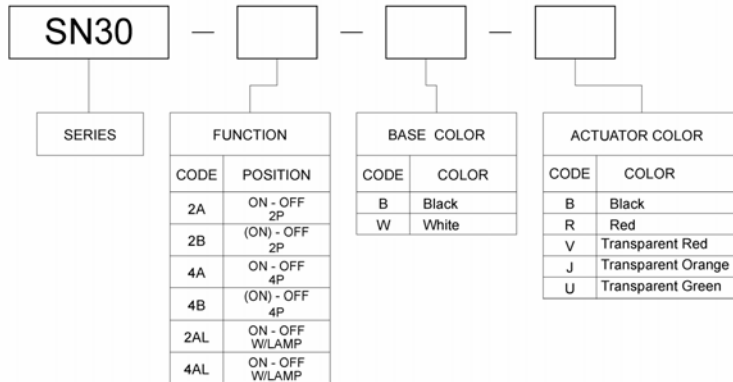 SN30 — — —
SERIES
FUNCTION
CODE POSITION
2A ON - OFF
2P
2B (ON) - OFF
2P
4A ON - OFF
4P
4B (ON) - OFF
4P
2AL ON - OFF
W/LAMP
4AL ON - OFF
W/LAMP
BASE COLOR
CODE COLOR
B Black
W White
ACTUATOR COLOR
CODE COLOR
B Black
R Red
V Transparent Red
J Transparent Orange
U Transparent Green